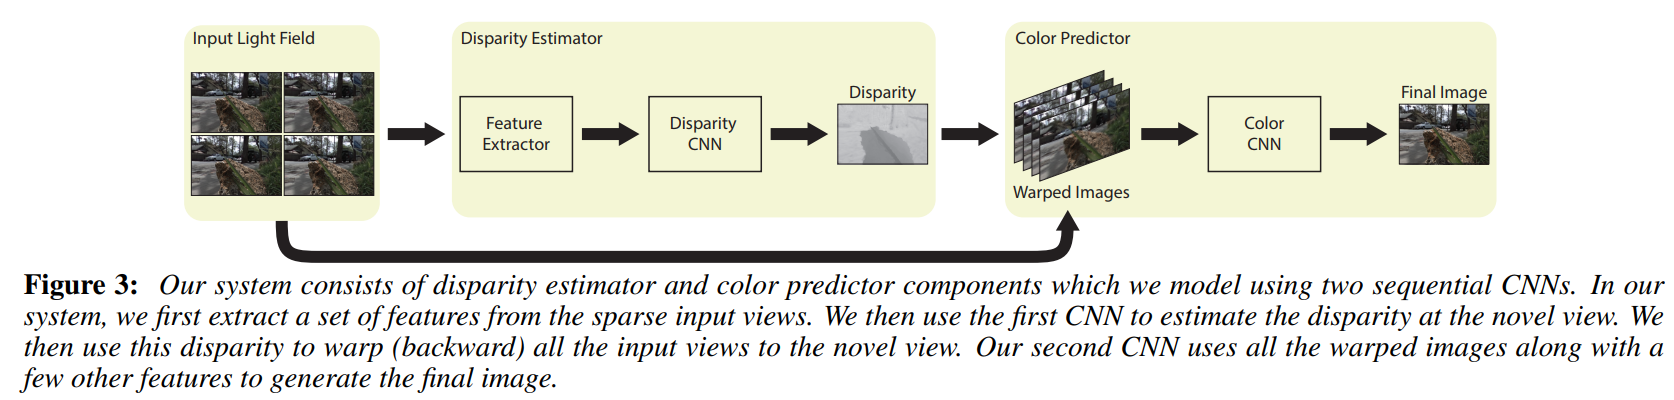 Input Light Field
Disparity Estimator
Feature
Extractor
Disparity
CNN
Disparity
Color Predictor
Warped Images
Color
CNN
Final Image
Figure 3: Our system consists of disparity estimator and color predictor components which we model using two sequential CNNs. In our
system, we first extract a set of features from the sparse input views. We then use the first CNN to estimate the disparity at the novel view. We
then use this disparity to warp (backward) all the input views to the novel view. Our second CNN uses all the warped images along with a
few other features to generate the final image.